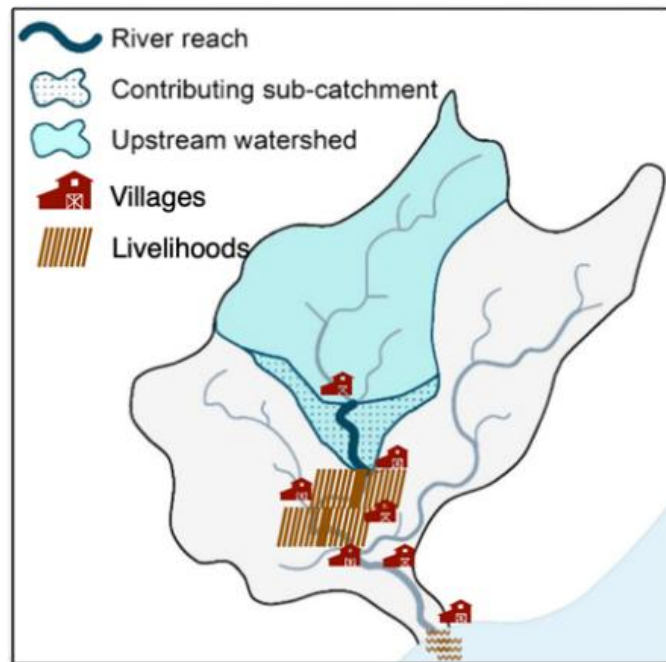 River reach
Contributing sub-catchment
Upstream watershed
Villages
Livelihoods